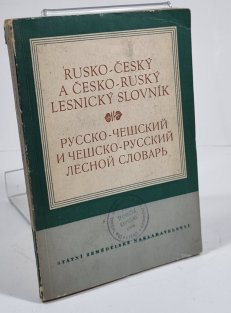 RUSKO-ČESKÝ
A ČESKO-RUSKÝ
LESNICKÝ SLOVNÍK
РУССКО-ЧЕШСКИЙ
И ЧЕШСКО-РУССКИЙ
ЛЕСНОЙ СЛОВАРЬ
STÁTNÍ ZEMĚDĚLSKÉ NAKLADATELSTVÍ